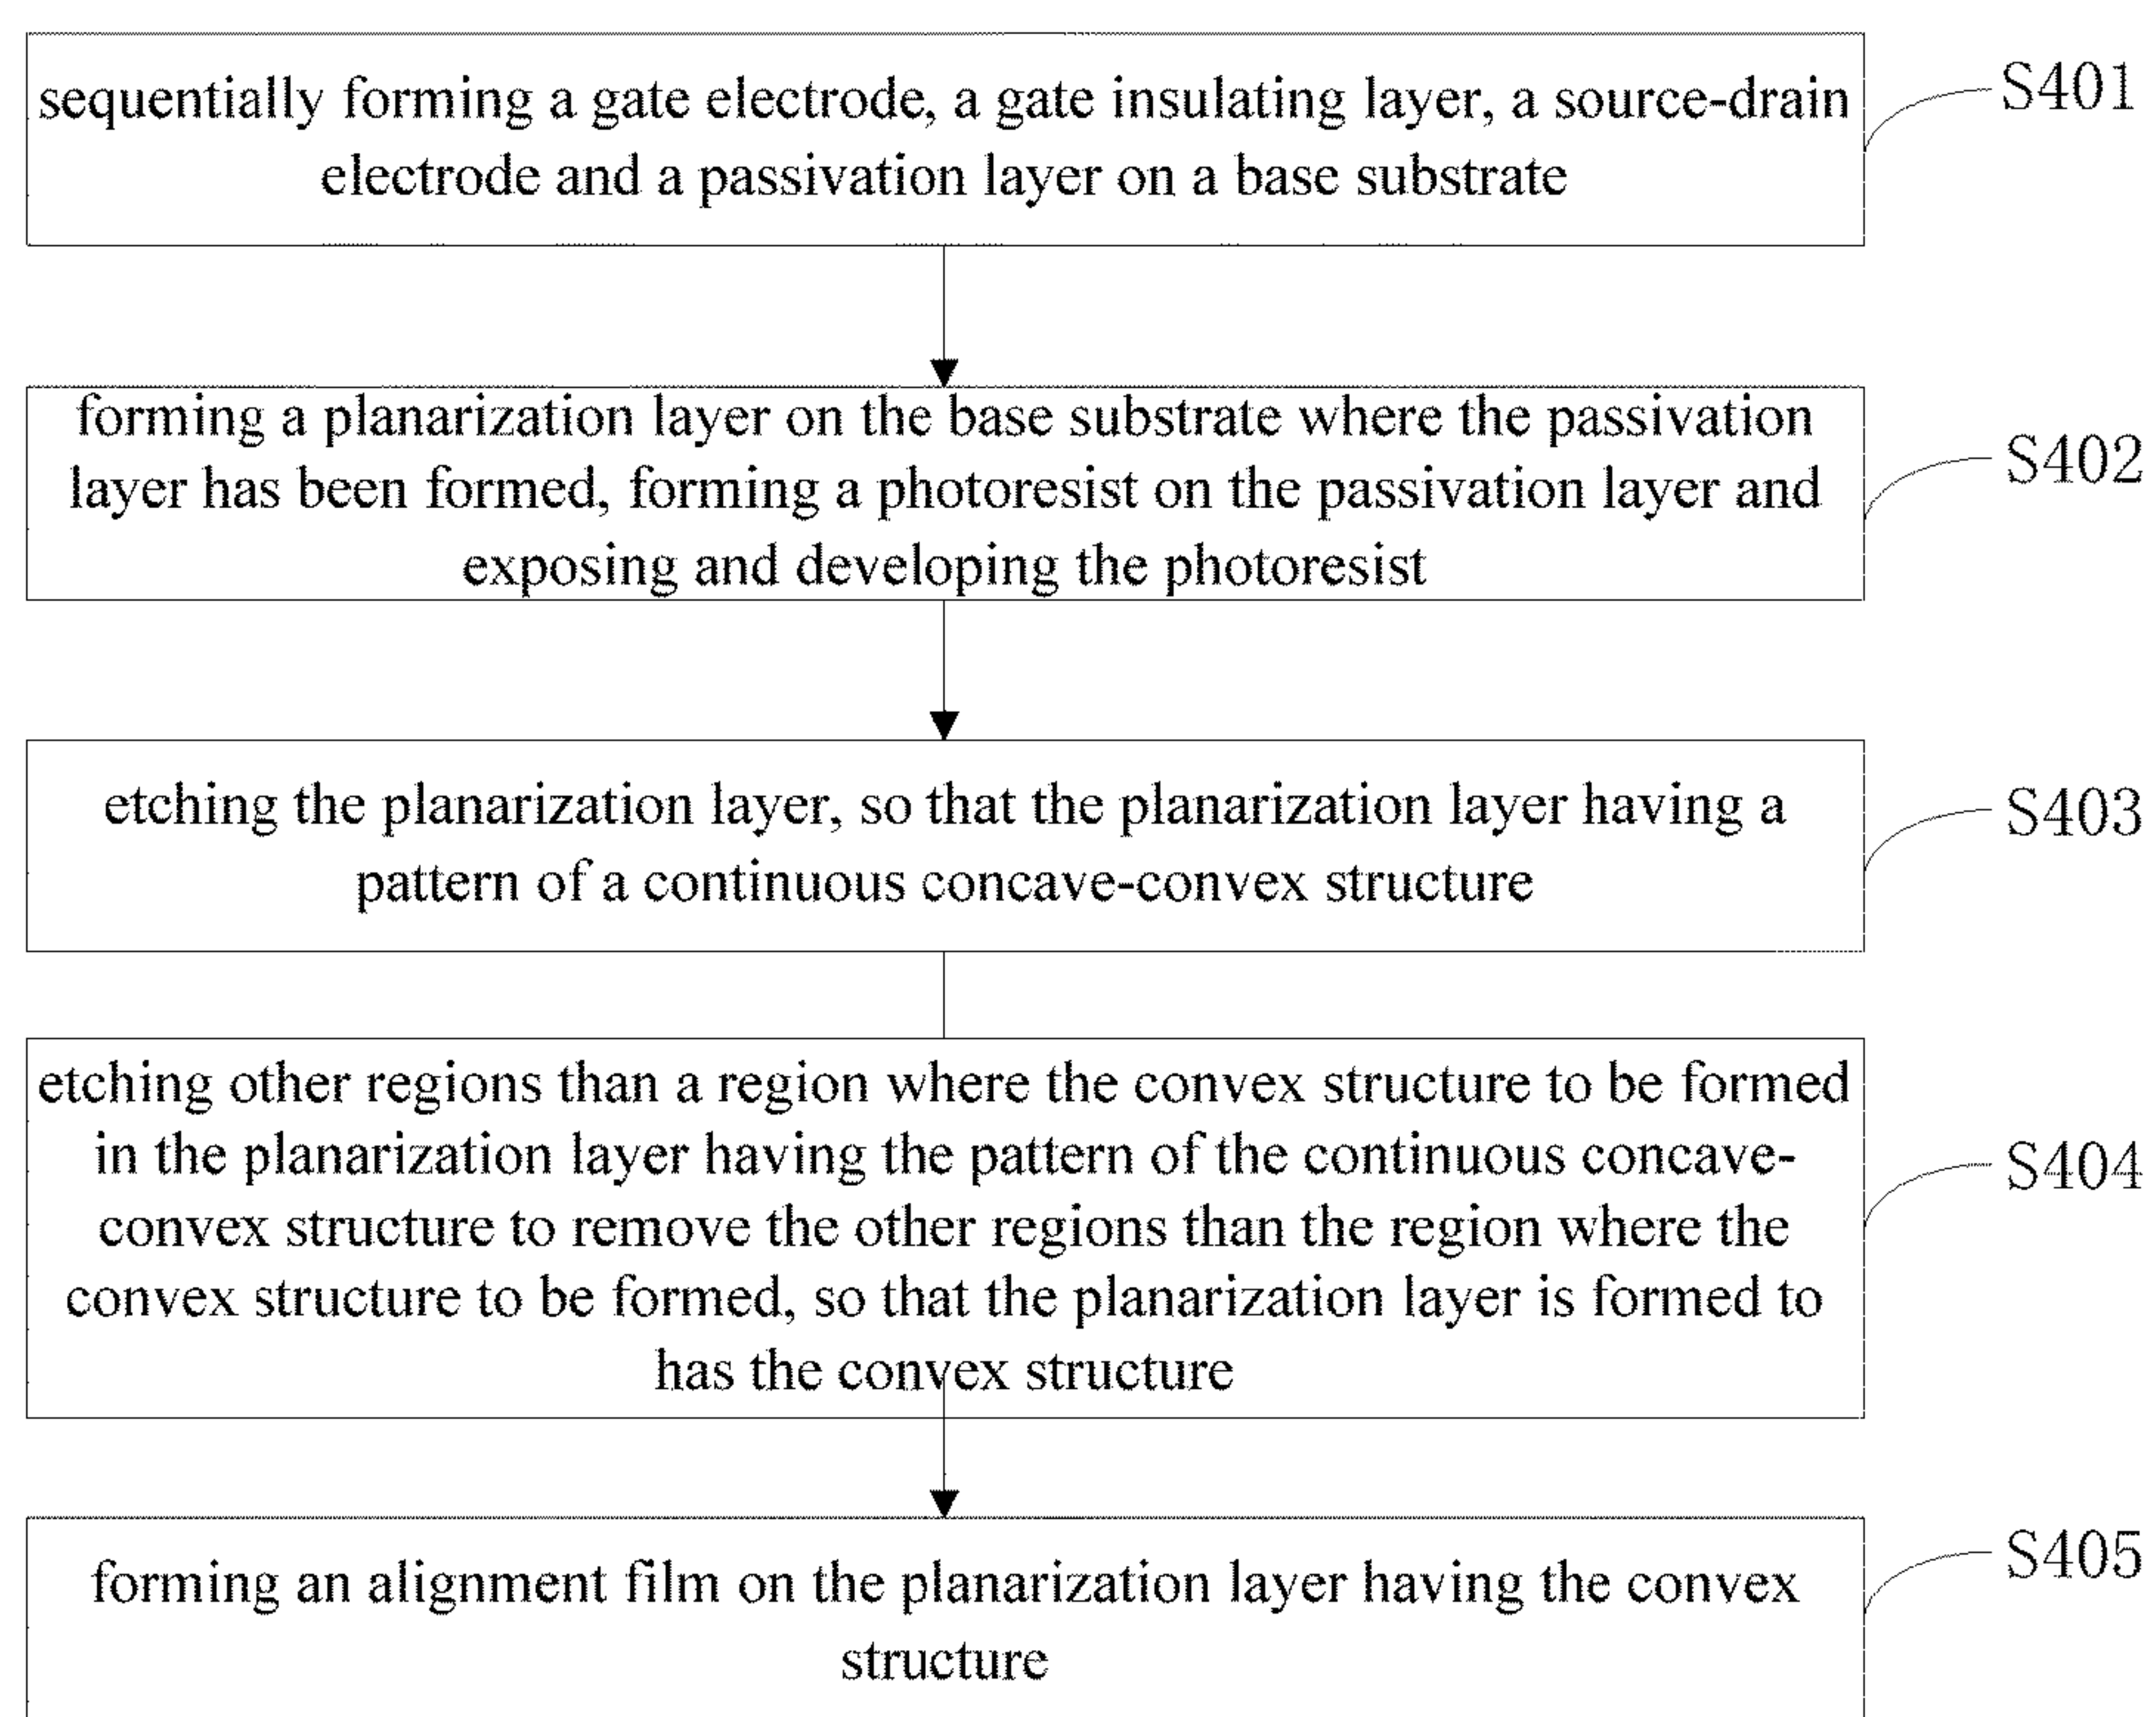 sequentially forming a gate electrode, a gate insulating layer, a source-drain
electrode and a passivation layer on a base substrate
S401
forming a planarization layer on the base substrate where the passivation
layer has been formed, forming a photoresist on the passivation layer and
exposing and developing the photoresist
S402
etching the planarization layer, so that the planarization layer having a
pattern of a continuous concave-convex structure
S403
etching other regions than a region where the convex structure to be formed
in the planarization layer having the pattern of the continuous concave-
convex structure to remove the other regions than the region where the
convex structure to be formed, so that the planarization layer is formed to
has the convex structure
S404
forming an alignment film on the planarization layer having the convex
structure
S405